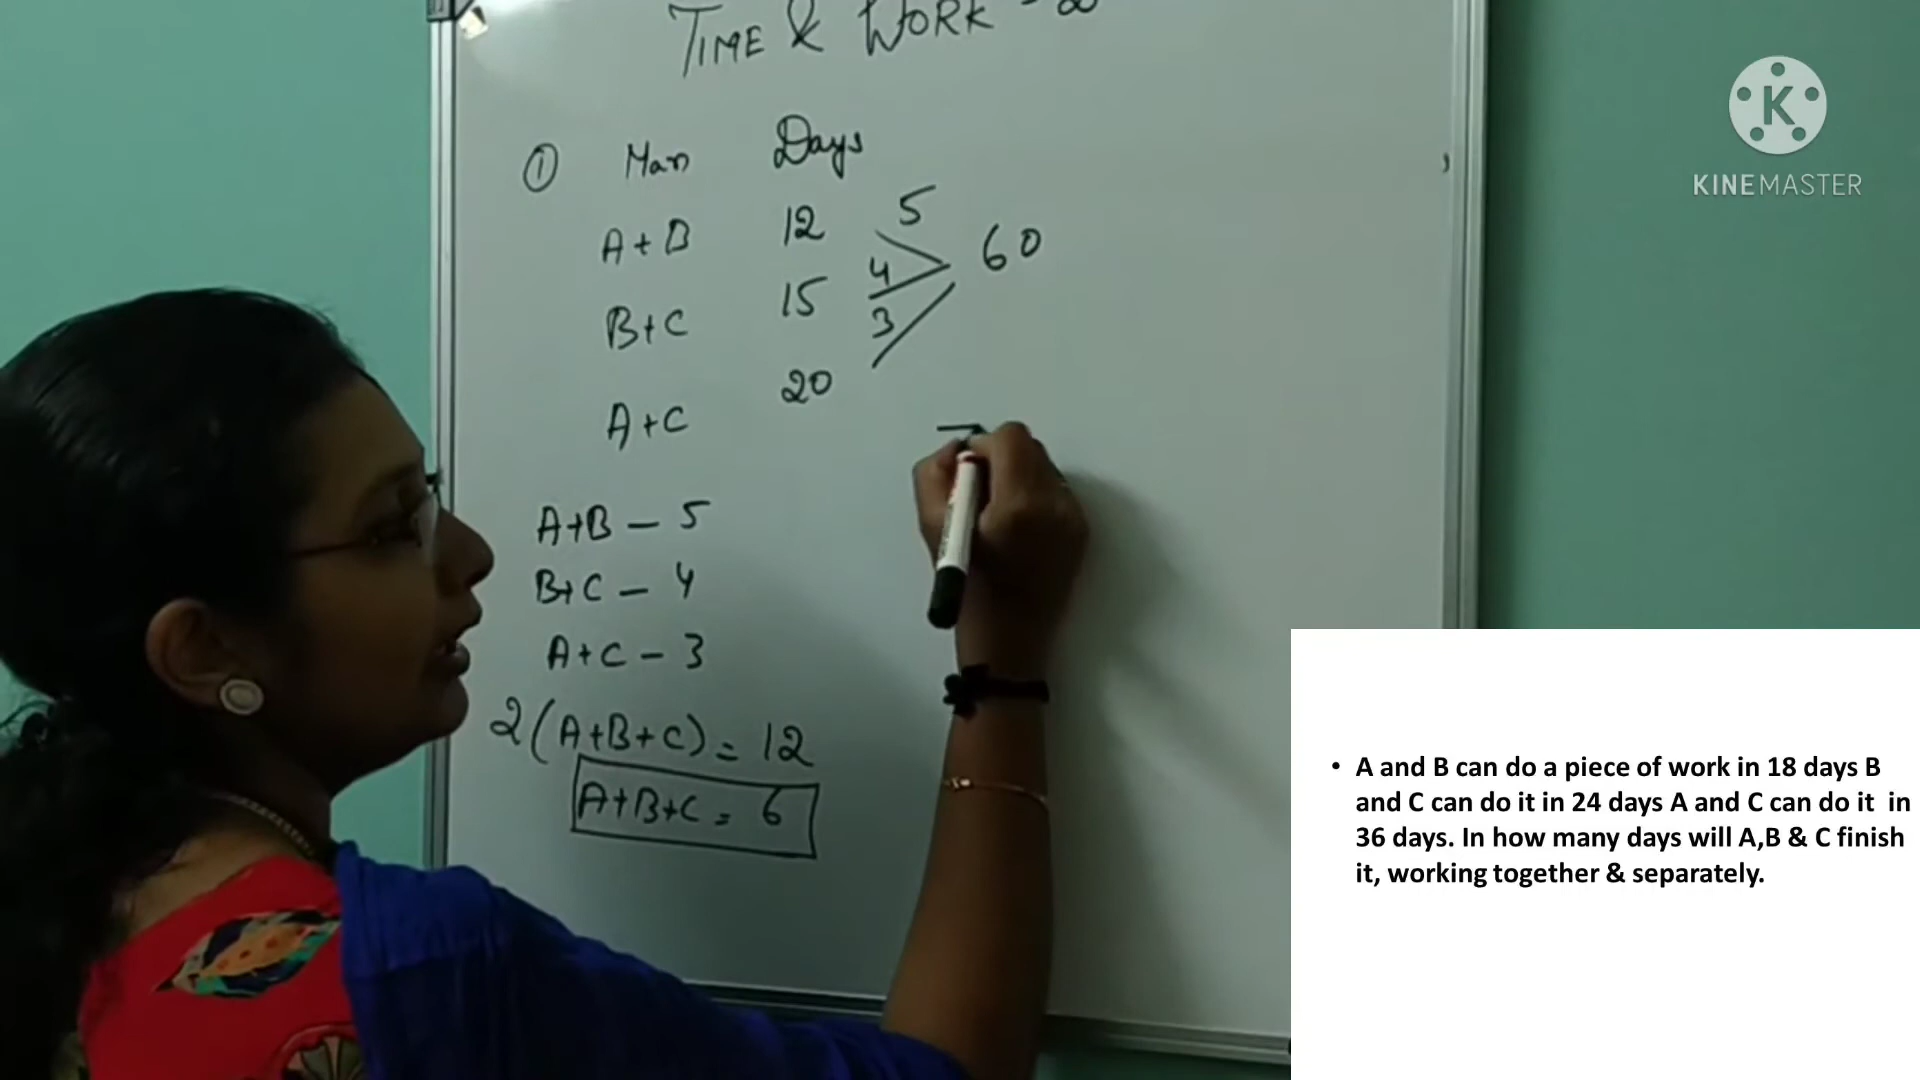 TIME & WORK - 2
① Man Days
A+B 12 5
B+C 15 4 60
A+C 20 3
A+B - 5
B+C - 4
A+C - 3
2(A+B+C) = 12
A+B+C = 6
K
KINEMASTER
• A and B can do a piece of work in 18 days B
and C can do it in 24 days A and C can do it in
36 days. In how many days will A,B & C finish
it, working together & separately.